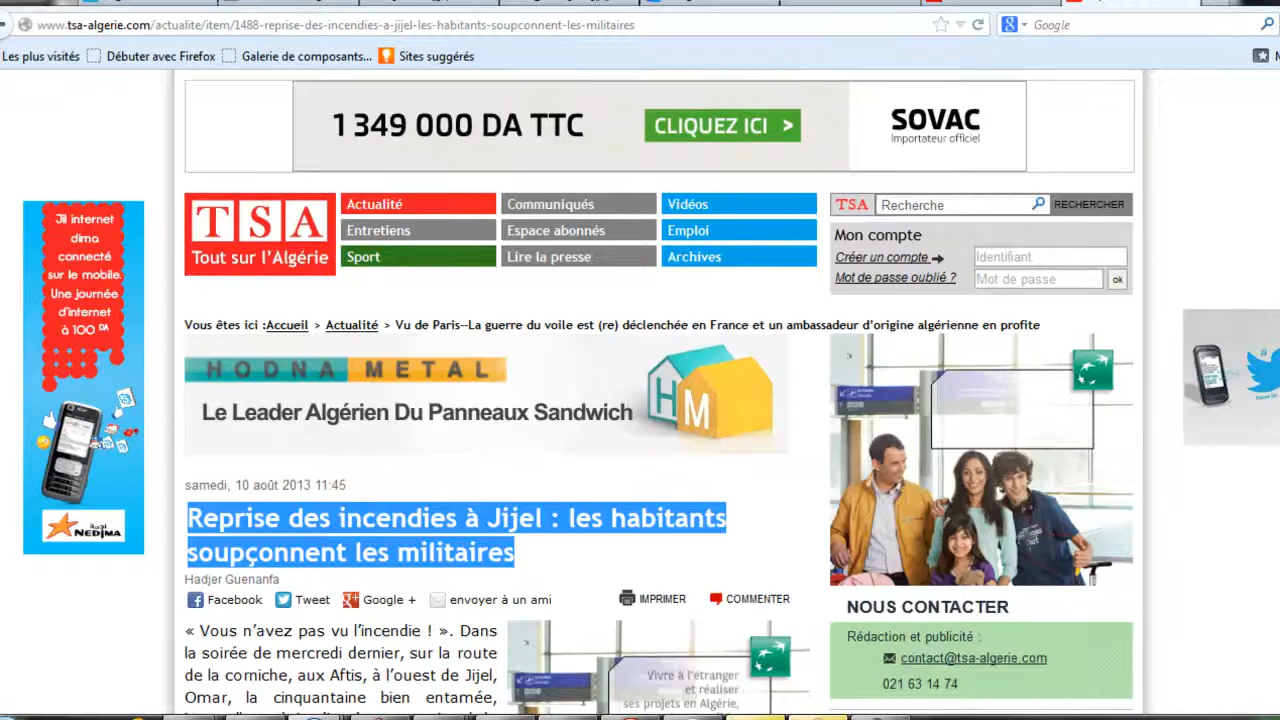 www.tsa-algerie.com/actualite/item/1488-reprise-des-incendies-a-jijel-les-habitants-soupçonnent-les-militaires
Google
Les plus visités
Débuter avec Firefox
Galerie de composants...
Sites suggérés
1 349 000 DA TTC
CLIQUEZ ICI >
SOVAC
Importateur officiel
TSA
Tout sur l'Algérie
Actualité
Communiqués
Vidéos
Entretiens
Espace abonnés
Emploi
Sport
Lire la presse
Archives
TSA
Recherche
RECHERCHER
Mon compte
Créer un compte
Identifiant
Mot de passe oublié ?
Mot de passe
ok
Jil internet
dima
connecté
sur le mobile.
Une journée
d'internet
à 100 DA
NEDJMA
Vous êtes ici :Accueil > Actualité > Vu de Paris--La guerre du voile est (re) déclenchée en France et un ambassadeur d'origine algérienne en profite
HODNA METAL
Le Leader Algérien Du Panneaux Sandwich
HM
samedi, 10 août 2013 11:45
Reprise des incendies à Jijel : les habitants
soupçonnent les militaires
Hadjer Guenanfa
Facebook
Tweet
Google +
envoyer à un ami
IMPRIMER
COMMENTER
« Vous n'avez pas vu l'incendie ! ». Dans
la soirée de mercredi dernier, sur la route
de la corniche, aux Aftis, à l'ouest de Jijel,
Omar, la cinquantaine bien entamée,
Vivre à l'étranger
et réaliser
ses projets en Algérie,
NOUS CONTACTER
Rédaction et publicité :
contact@tsa-algerie.com
021 63 14 74